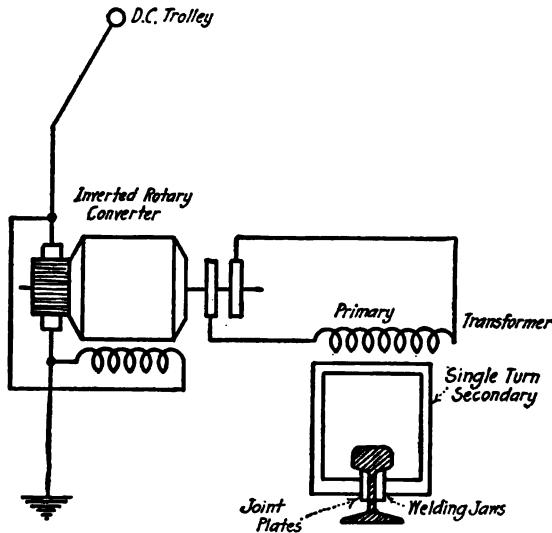 D.C. Trolley
Inverted Rotary
Converter
Primary
Transformer
Single Turn
Secondary
Joint
Plates
Welding Jaws